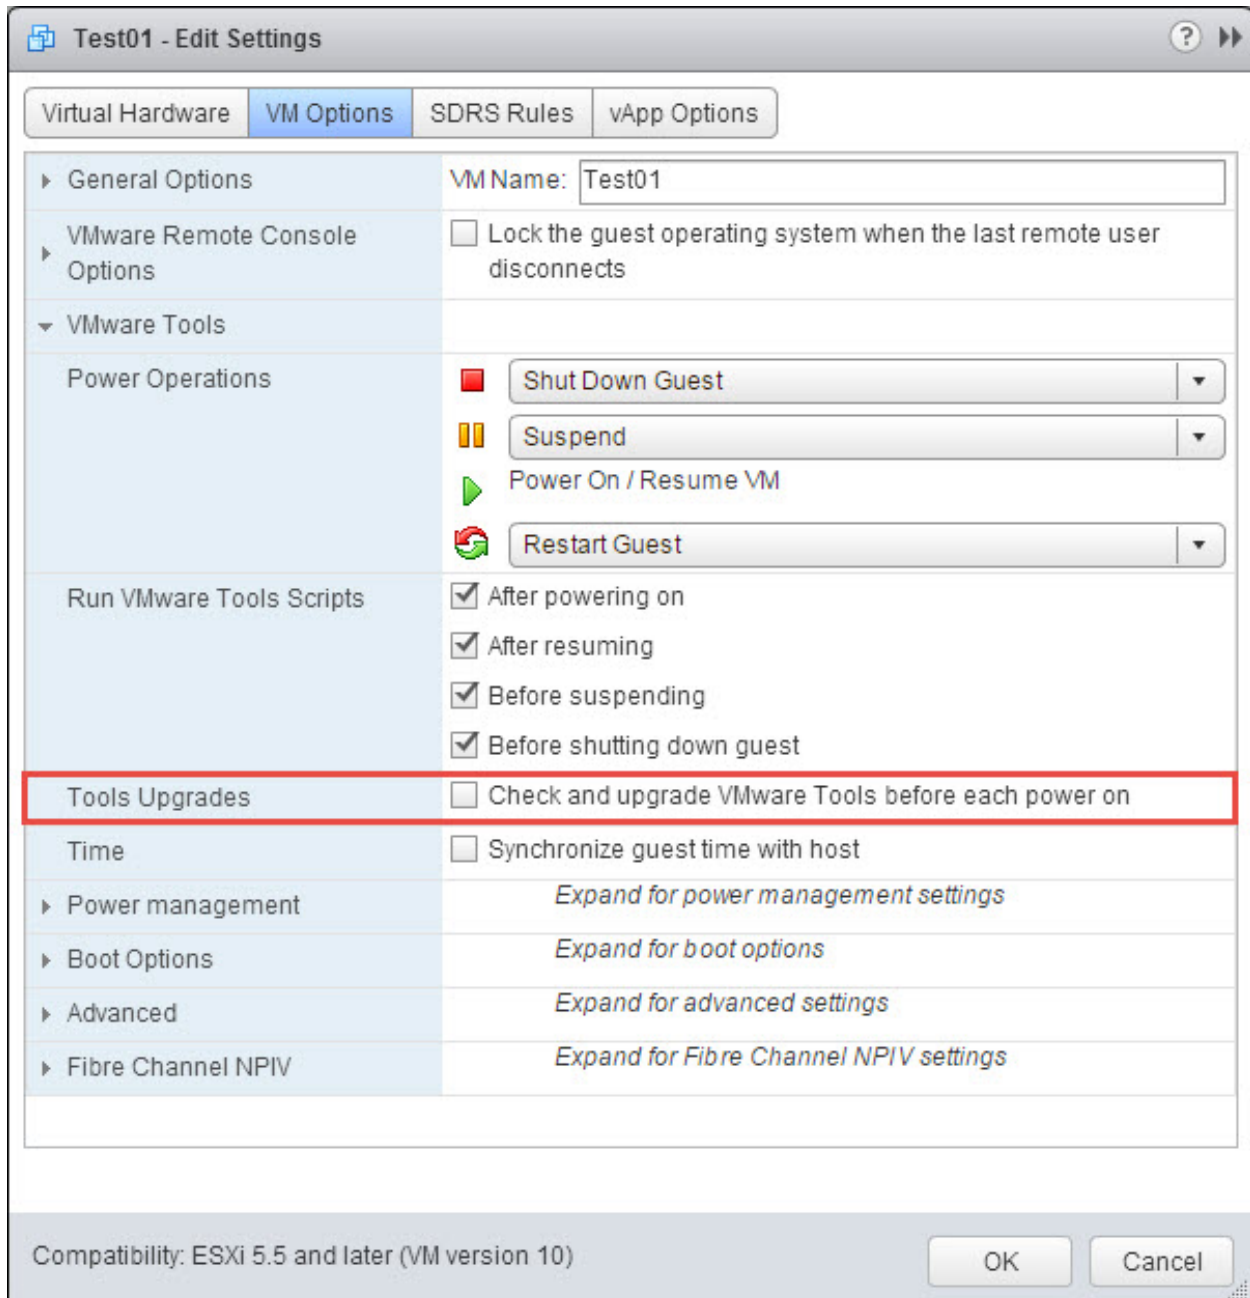 Test01 - Edit Settings
?
Virtual Hardware VM Options SDRS Rules vApp Options
General Options VM Name: Test01
VMware Remote Console Options
Lock the guest operating system when the last remote user
disconnects
VMware Tools
Power Operations Shut Down Guest
Suspend
Power On / Resume VM
Restart Guest
Run VMware Tools Scripts After powering on
After resuming
Before suspending
Before shutting down guest
Tools Upgrades Check and upgrade VMware Tools before each power on
Time Synchronize guest time with host
Power management Expand for power management settings
Boot Options Expand for boot options
Advanced Expand for advanced settings
Fibre Channel NPIV Expand for Fibre Channel NPIV settings
Compatibility: ESXi 5.5 and later (VM version 10) OK Cancel